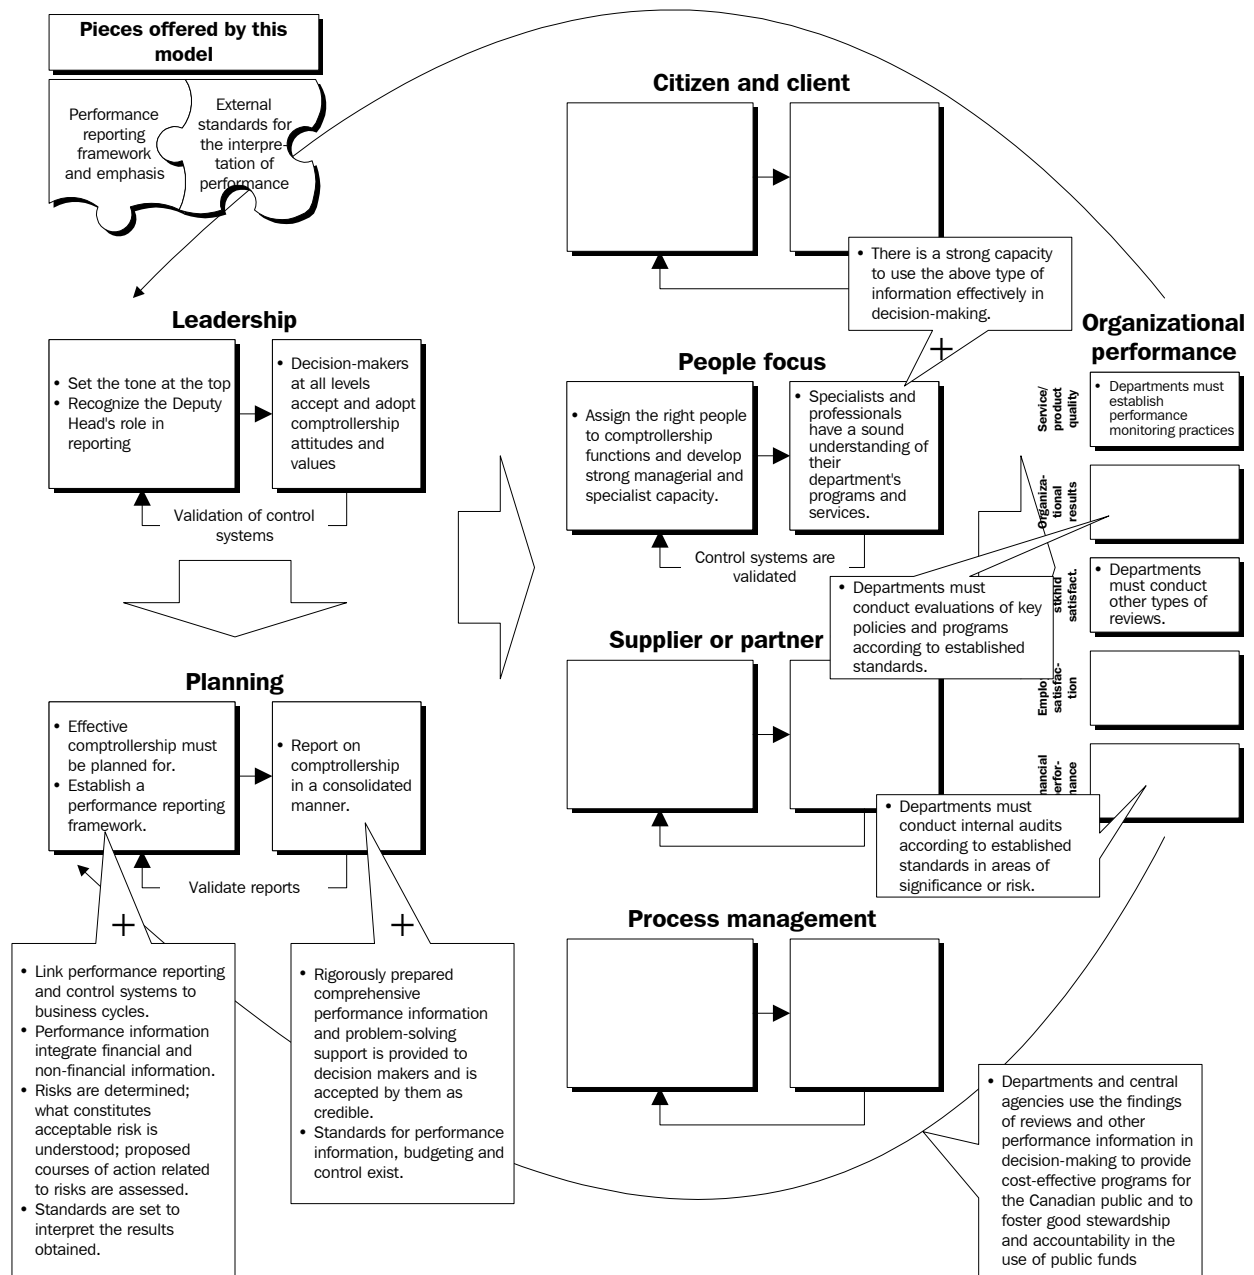 Pieces offered by this
model
Performance
reporting
framework
and emphasis
External
standards for
the interpre-
tation of
performance
Citizen and client
• There is a strong capacity
to use the above type of
information effectively in
decision-making.
Leadership
• Set the tone at the top
• Recognize the Deputy
Head's role in
reporting
• Decision-makers
at all levels
accept and adopt
comptrollership
attitudes and
values
Validation of control
systems
People focus
+
• Assign the right people
to comptrollership
functions and develop
strong managerial and
specialist capacity.
• Specialists and
professionals
have a sound
understanding of
their
department's
programs and
services.
Control systems are
validated
Organizational
performance
Service/
product
quality
• Departments must
establish
performance
monitoring practices
Organiza-
tional
results
• Departments must
conduct evaluations of key
policies and programs
according to established
standards.
stkhld
satisfact.
• Departments
must conduct
other types of
reviews.
Supplier or partner
Planning
• Effective
comptrollership must
be planned for.
• Establish a
performance reporting
framework.
• Report on
comptrollership
in a consolidated
manner.
Validate reports
Employ
satisfac-
tion
nancial
perfor-
mance
• Departments must
conduct internal audits
according to established
standards in areas of
significance or risk.
+
+
• Link performance reporting
and control systems to
business cycles.
• Performance information
integrate financial and
non-financial information.
• Risks are determined;
what constitutes
acceptable risk is
understood; proposed
courses of action related
to risks are assessed.
• Standards are set to
interpret the results
obtained.
• Rigorously prepared
comprehensive
performance information
and problem-solving
support is provided to
decision makers and is
accepted by them as
credible.
• Standards for performance
information, budgeting and
control exist.
Process management
• Departments and central
agencies use the findings
of reviews and other
performance information in
decision-making to provide
cost-effective programs for
the Canadian public and to
foster good stewardship
and accountability in the
use of public funds